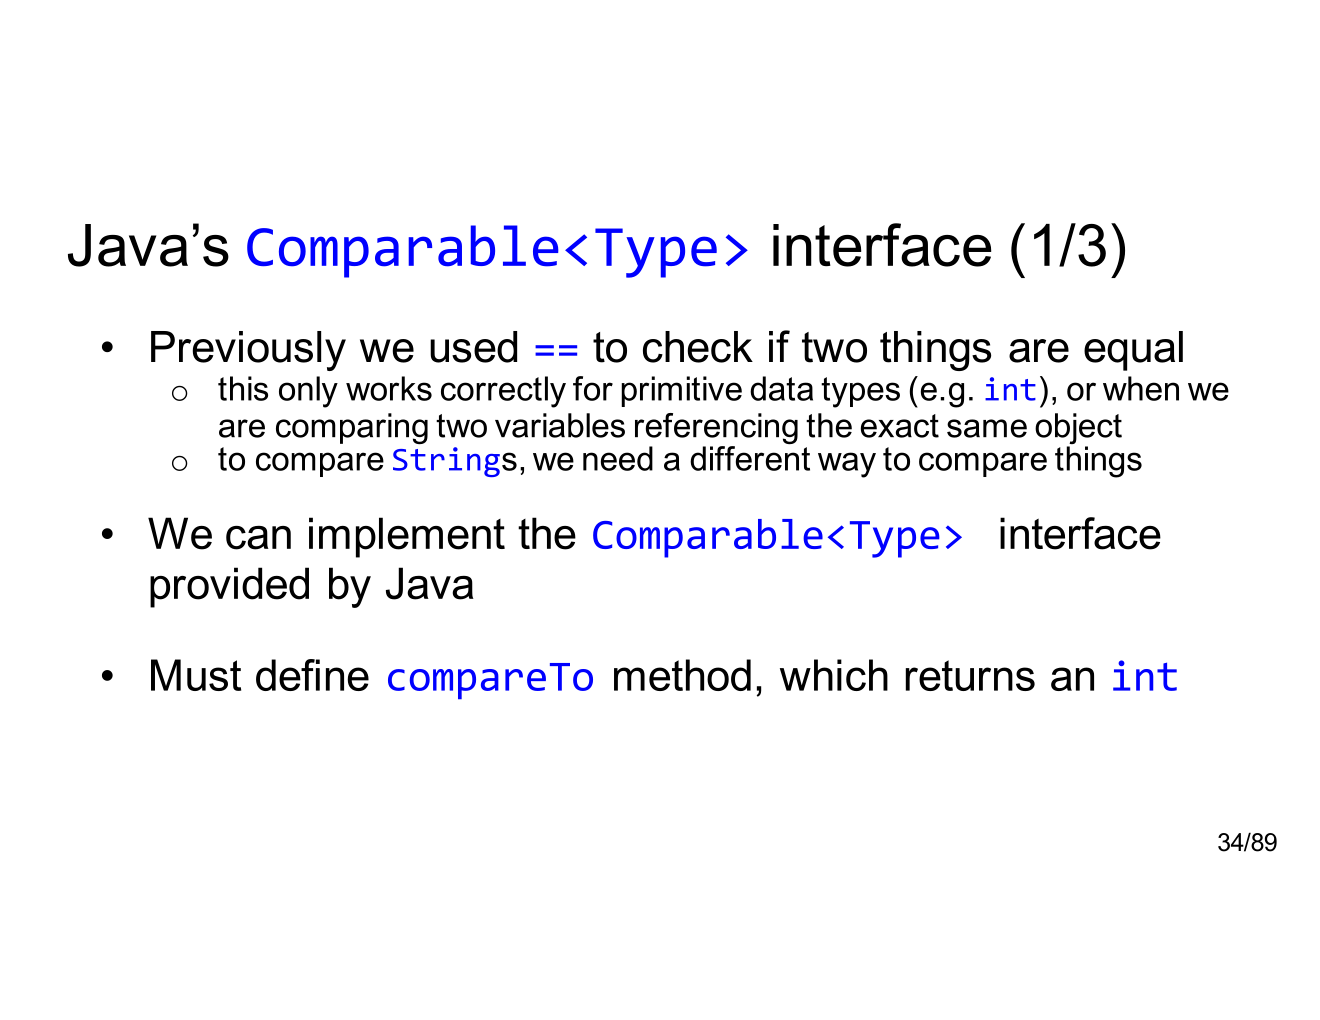 Java’s Comparable<Type> interface (1/3)
• Previously we used == to check if two things are equal
○ this only works correctly for primitive data types (e.g. int), or when we
are comparing two variables referencing the exact same object
○ to compare Strings, we need a different way to compare things
• We can implement the Comparable<Type> interface
provided by Java
• Must define compareTo method, which returns an int
34/89